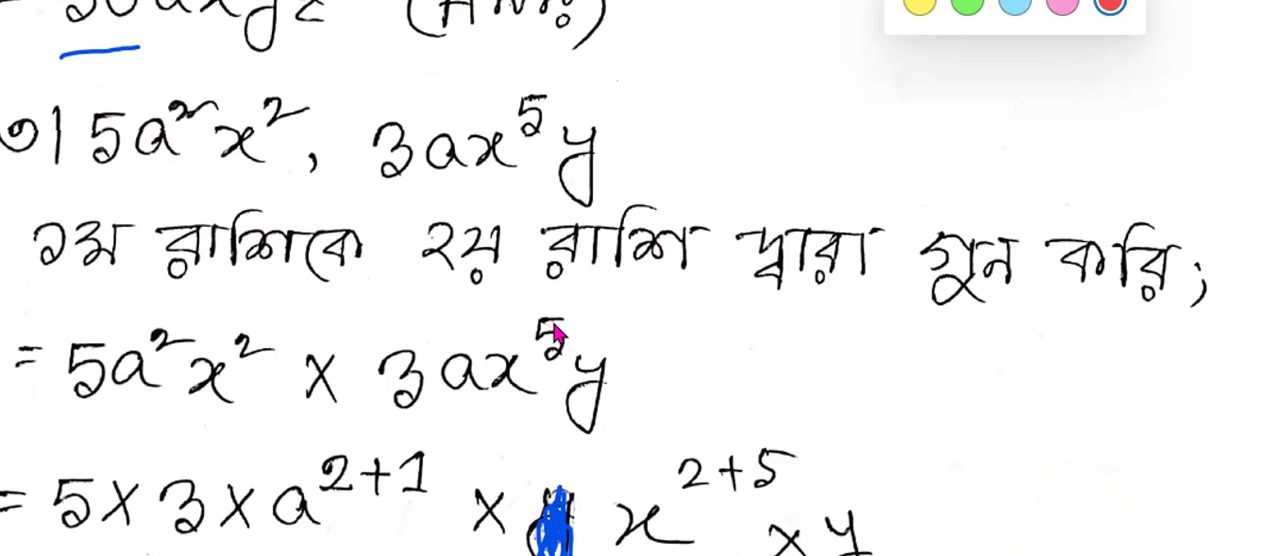 ৩| 5a²x², 3ax⁵y
১ম রাশিকে ২য় রাশি দ্বারা গুন করি;
= 5a²x² × 3ax⁵y
= 5 × 3 × a²⁺¹ × x²⁺⁵ × y